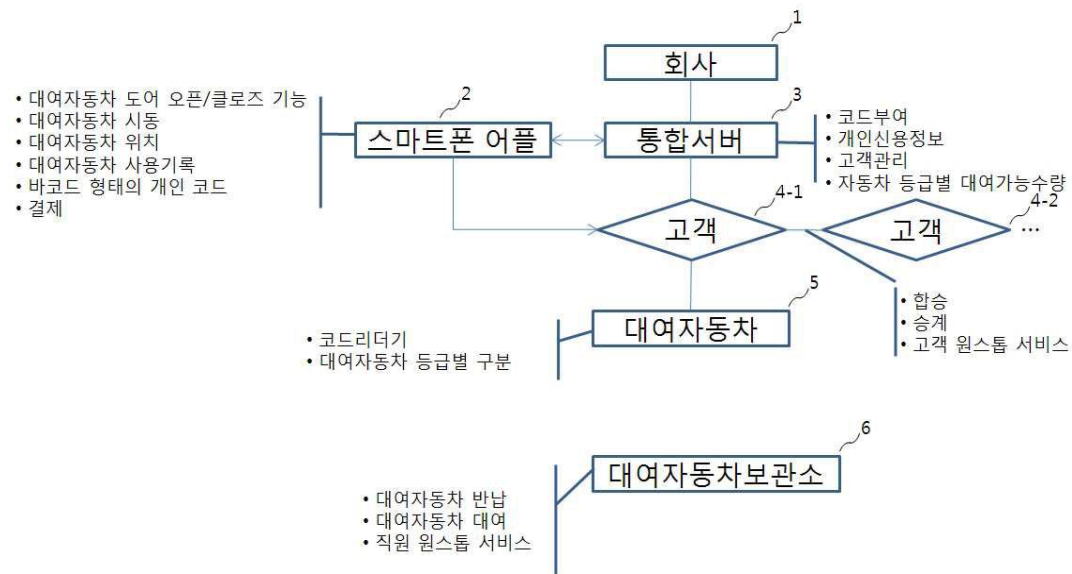 1
회사
• 대여자동차 도어 오픈/클로즈 기능
• 대여자동차 시동
• 대여자동차 위치
• 대여자동차 사용기록
• 바코드 형태의 개인 코드
• 결제
2
스마트폰 어플
3
통합서버
• 코드부여
• 개인신용정보
• 고객관리
• 자동차 등급별 대여가능수량
4-1
고객
4-2
고객 ...
• 합승
• 승계
• 고객 원스톱 서비스
5
대여자동차
• 코드리더기
• 대여자동차 등급별 구분
6
대여자동차보관소
• 대여자동차 반납
• 대여자동차 대여
• 직원 원스톱 서비스